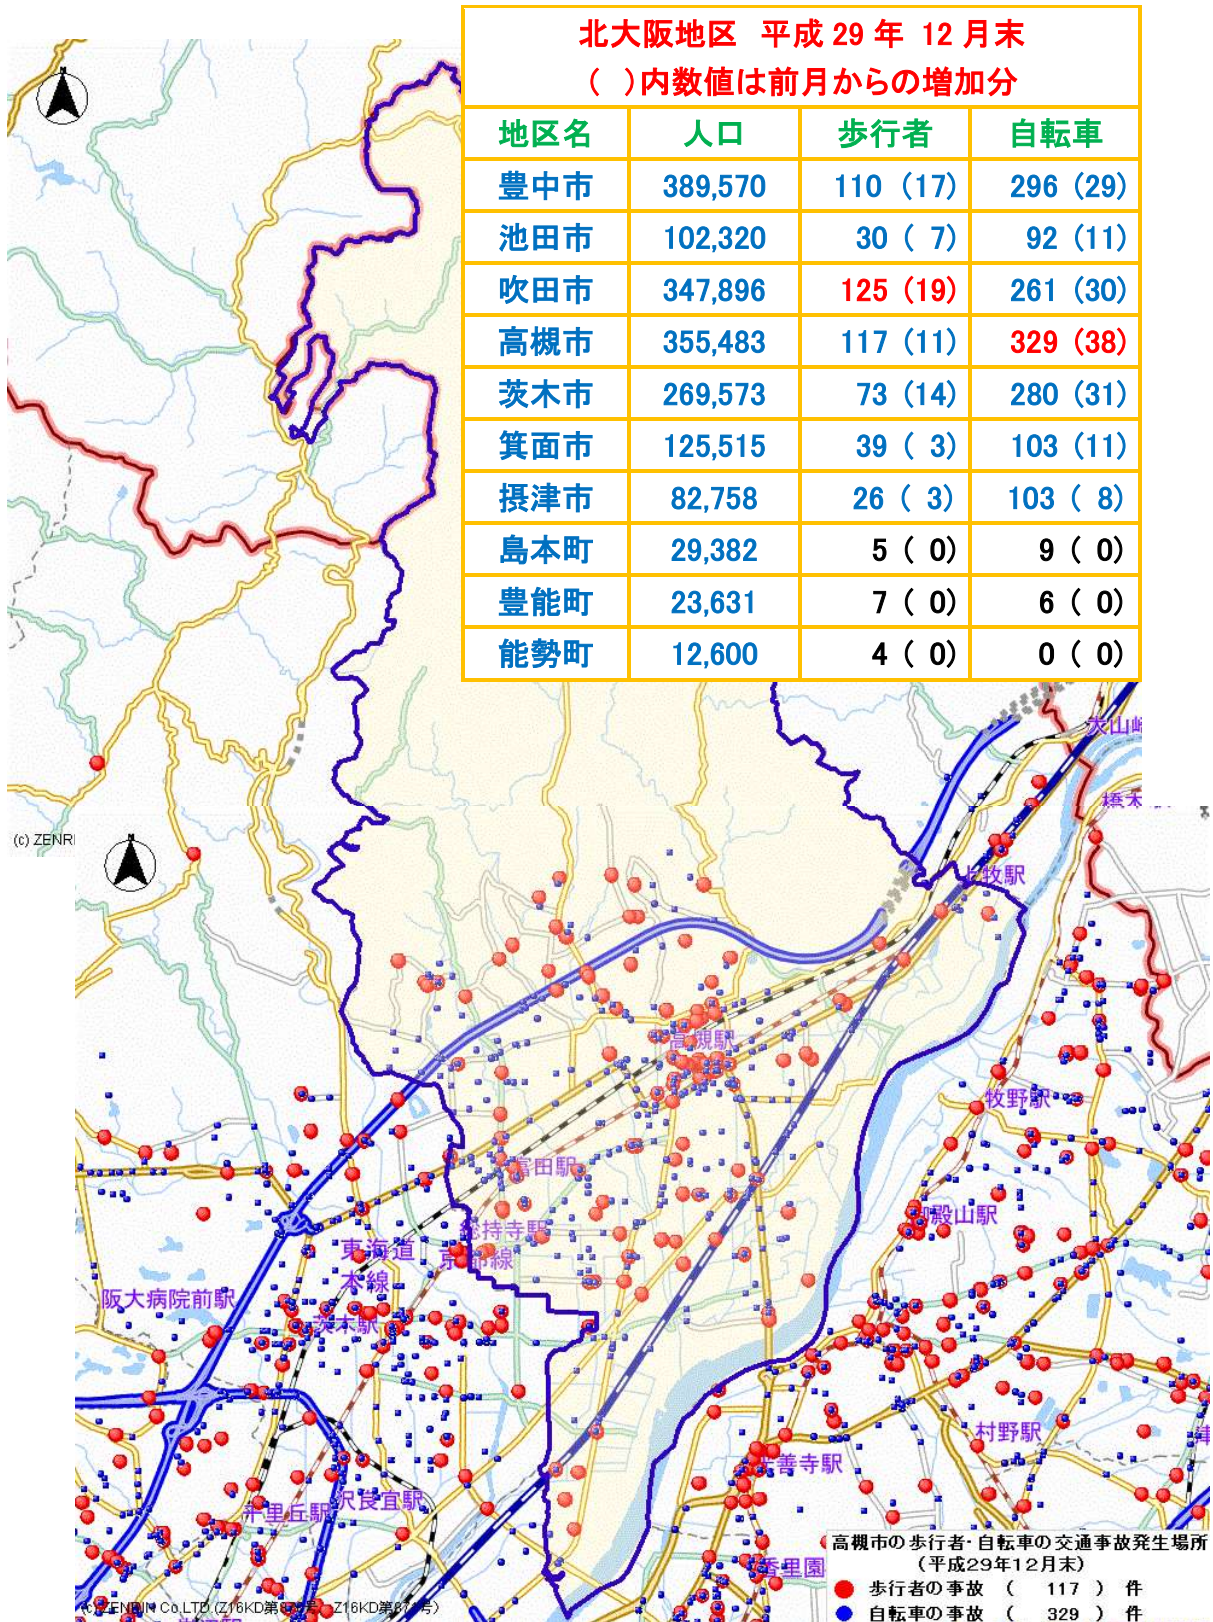 北大阪地区 平成 29 年 12 月末
( )内数値は前月からの増加分
地区名 人口 歩行者 自転車
豊中市 389,570 110 (17) 296 (29)
池田市 102,320 30 ( 7) 92 (11)
吹田市 347,896 125 (19) 261 (30)
高槻市 355,483 117 (11) 329 (38)
茨木市 269,573 73 (14) 280 (31)
箕面市 125,515 39 ( 3) 103 (11)
摂津市 82,758 26 ( 3) 103 ( 8)
島本町 29,382 5 ( 0) 9 ( 0)
豊能町 23,631 7 ( 0) 6 ( 0)
能勢町 12,600 4 ( 0) 0 ( 0)
N
大山崎
(c) ZENRI
N
上牧駅
高槻駅
牧野駅
富田駅
御殿山駅
総持寺駅
東海道
本線
京都線
阪大病院前駅
茨木駅
村野駅
光善寺駅
沢良宜駅
千里丘駅
香里園
高槻市の歩行者・自転車の交通事故発生場所
(平成29年12月末)
歩行者の事故 ( 117 ) 件
自転車の事故 ( 329 ) 件